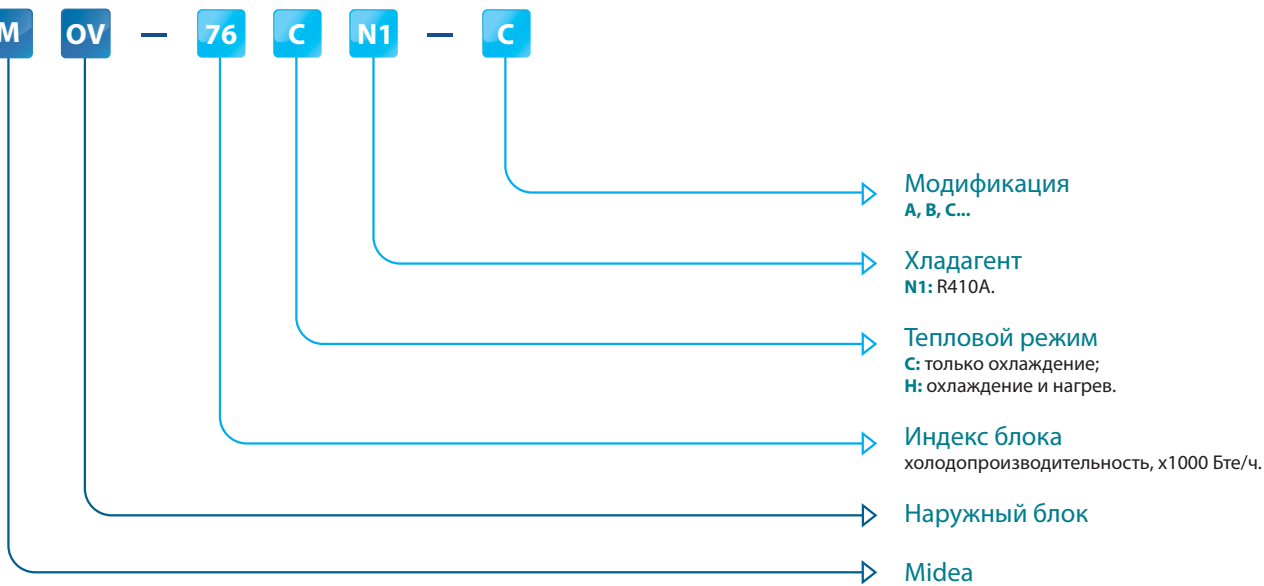 M OV — 76 C N1 — C
Модификация
A, B, C...
Хладагент
N1: R410A.
Тепловой режим
C: только охлаждение;
H: охлаждение и нагрев.
Индекс блока
холодопроизводительность, x1000 Бте/ч.
Наружный блок
Midea